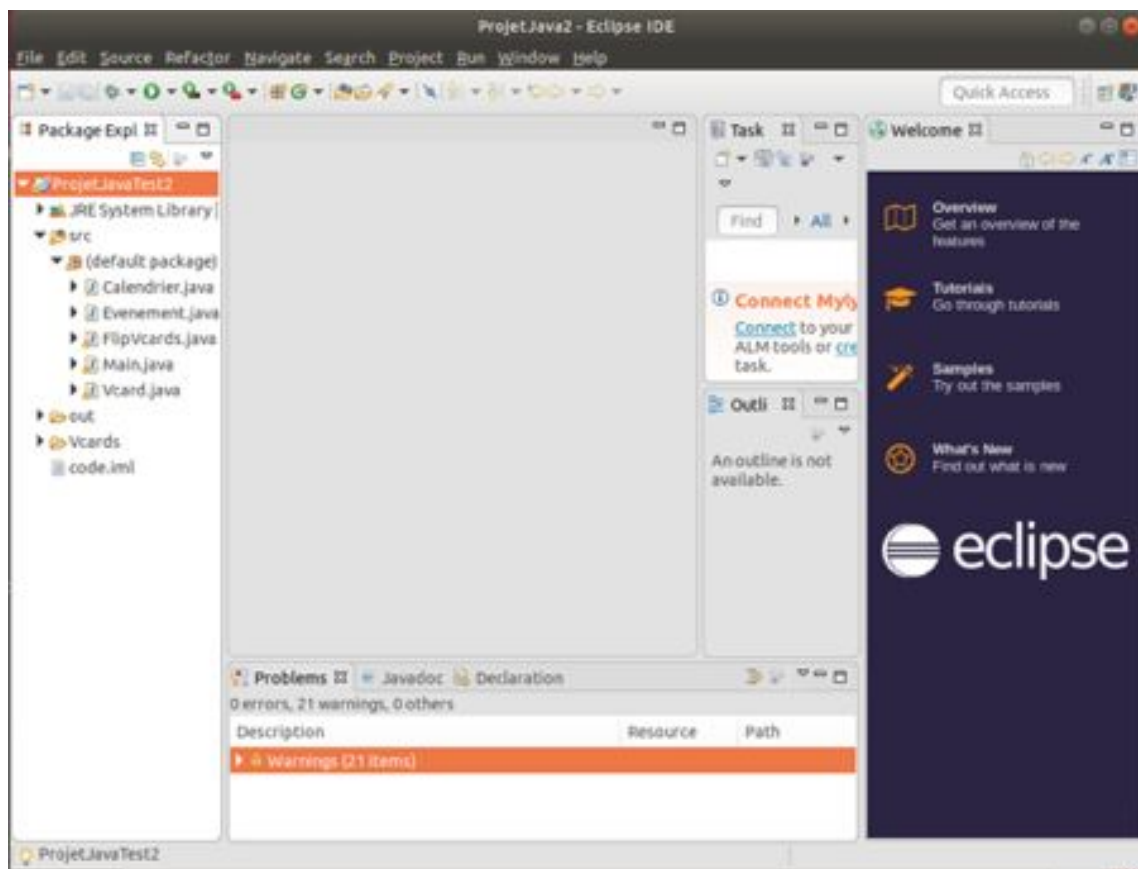 ProjetJava2 - Eclipse IDE
File Edit Source Refactor Navigate Search Project Run Window Help
Quick Access
Package Expl
ProjetJavaTest2
JRE System Library [
src
(default package)
Calendrier.java
Evenement.java
FlipVcards.java
Main.java
Vcard.java
out
Vcards
code.iml
Task
Find
All
Connect Myly
Connect to your
ALM tools or cre
task.
Outli
An outline is not
available.
Welcome
Overview
Get an overview of the
features
Tutorials
Go through tutorials
Samples
Try out the samples
What's New
Find out what is new
eclipse
Problems Javadoc Declaration
0 errors, 21 warnings, 0 others
Description Resource Path
Warnings (21 items)
ProjetJavaTest2